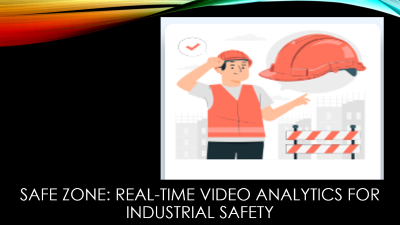 SAFE ZONE: REAL-TIME VIDEO ANALYTICS FOR
INDUSTRIAL SAFETY